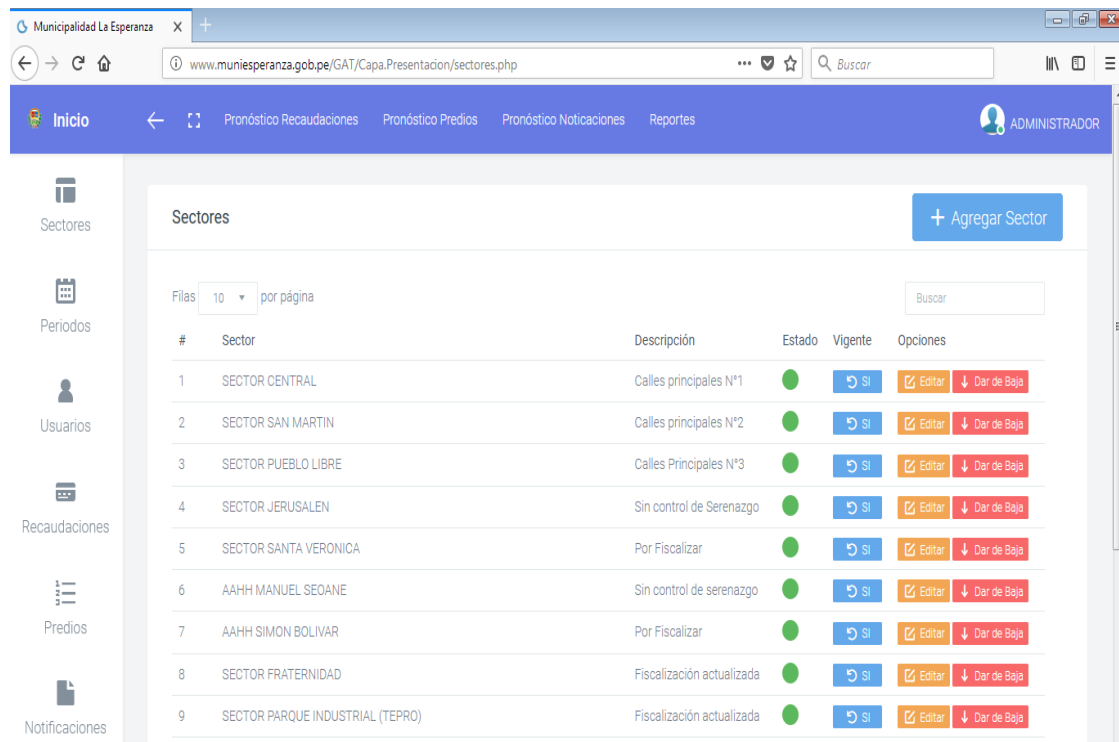 Municipalidad La Esperanza
www.muniesperanza.gob.pe/GAT/Capa.Presentacion/sectores.php
Buscar
Inicio
Pronóstico Recaudaciones
Pronóstico Predios
Pronóstico Noticaciones
Reportes
ADMINISTRADOR
Sectores
Periodos
Usuarios
Recaudaciones
Predios
Notificaciones
Sectores
+ Agregar Sector
Filas 10 por página
Buscar
# Sector Descripción Estado Vigente Opciones
1 SECTOR CENTRAL Calles principales N°1 SI Editar Dar de Baja
2 SECTOR SAN MARTIN Calles principales N°2 SI Editar Dar de Baja
3 SECTOR PUEBLO LIBRE Calles Principales N°3 SI Editar Dar de Baja
4 SECTOR JERUSALEN Sin control de Serenazgo SI Editar Dar de Baja
5 SECTOR SANTA VERONICA Por Fiscalizar SI Editar Dar de Baja
6 AAHH MANUEL SEOANE Sin control de serenazgo SI Editar Dar de Baja
7 AAHH SIMON BOLIVAR Por Fiscalizar SI Editar Dar de Baja
8 SECTOR FRATERNIDAD Fiscalización actualizada SI Editar Dar de Baja
9 SECTOR PARQUE INDUSTRIAL (TEPRO) Fiscalización actualizada SI Editar Dar de Baja